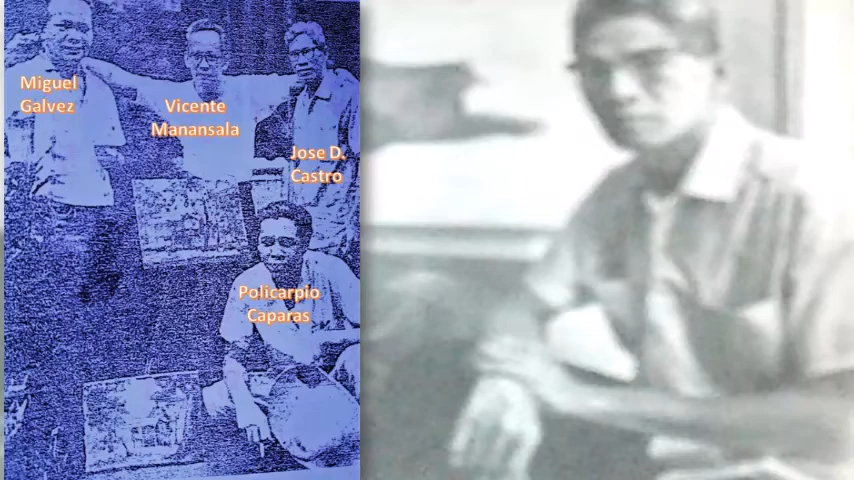 Miguel
Galvez
Vicente
Manansala
Jose D.
Castro
Policarpio
Caparas